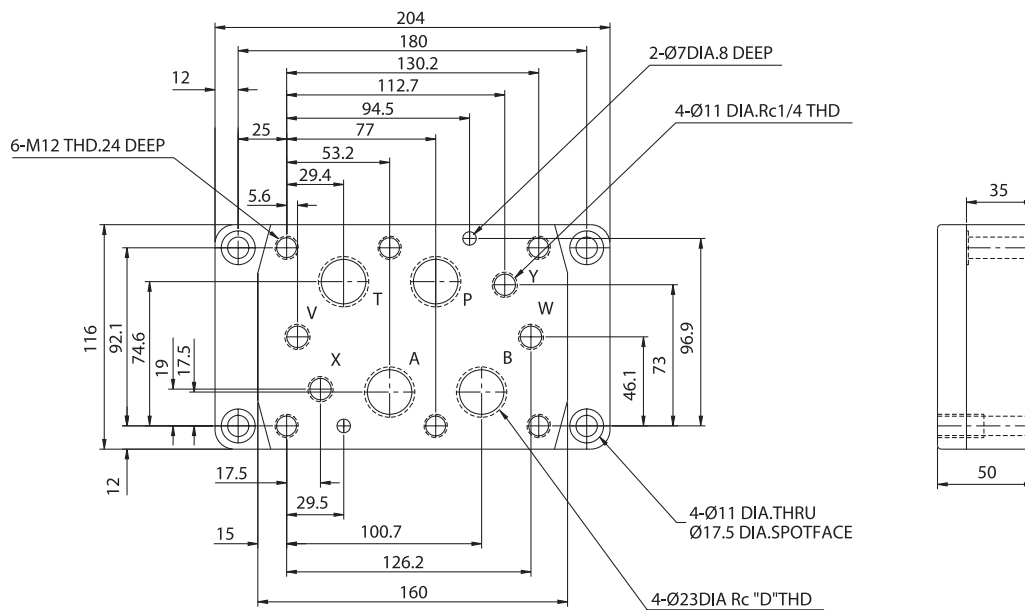 204
180
130.2
2-Ø7DIA.8 DEEP
12
112.7
94.5
4-Ø11 DIA.Rc1/4 THD
25
77
6-M12 THD.24 DEEP
53.2
29.4
35
5.6
T
P
Y
V
W
X
A
B
116
92.1
74.6
19
17.5
46.1
73
96.9
12
17.5
29.5
50
15
100.7
4-Ø11 DIA.THRU
Ø17.5 DIA.SPOTFACE
126.2
160
4-Ø23DIA Rc "D"THD